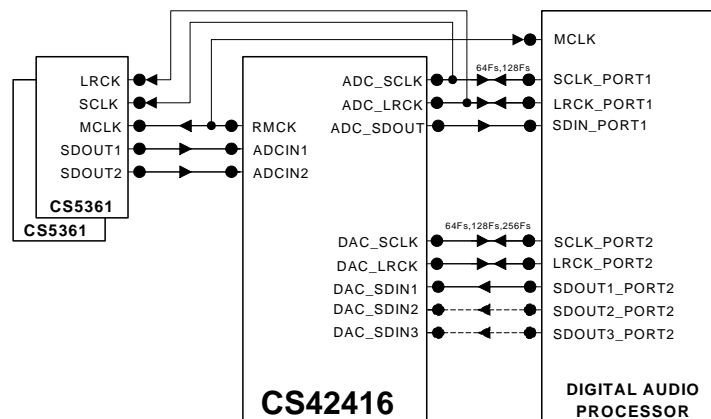 MCLK
64Fs,128Fs
LRCK
ADC_SCLK
SCLK_PORT1
SCLK
ADC_LRCK
LRCK_PORT1
MCLK
RMCK
ADC_SDOUT
SDIN_PORT1
SDOUT1
ADCIN1
SDOUT2
ADCIN2
CS5361
CS5361
64Fs,128Fs,256Fs
DAC_SCLK
SCLK_PORT2
DAC_LRCK
LRCK_PORT2
DAC_SDIN1
SDOUT1_PORT2
DAC_SDIN2
SDOUT2_PORT2
DAC_SDIN3
SDOUT3_PORT2
CS42416
DIGITAL AUDIO
PROCESSOR